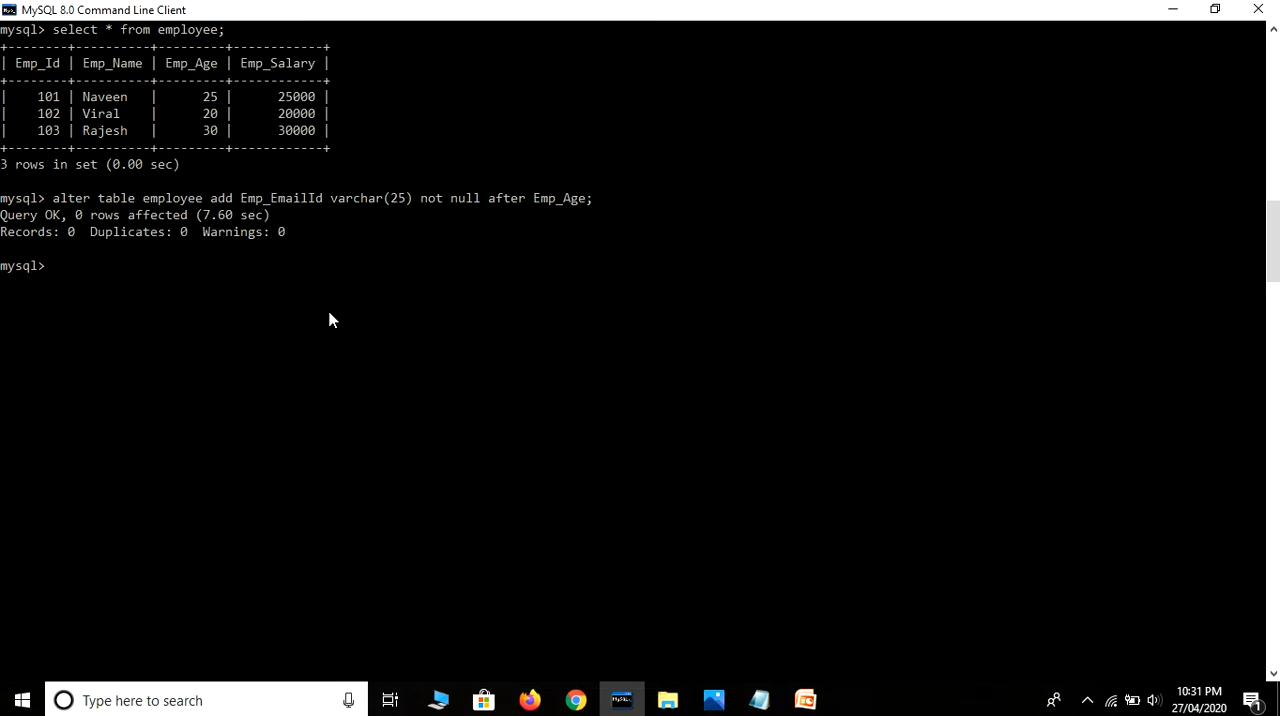 MySQL 8.0 Command Line Client
mysql> select * from employee;
+--------+----------+---------+------------+
| Emp_Id | Emp_Name | Emp_Age | Emp_Salary |
+--------+----------+---------+------------+
|    101 | Naveen   |      25 |      25000 |
|    102 | Viral    |      20 |      20000 |
|    103 | Rajesh   |      30 |      30000 |
+--------+----------+---------+------------+
3 rows in set (0.00 sec)
mysql> alter table employee add Emp_EmailId varchar(25) not null after Emp_Age;
Query OK, 0 rows affected (7.60 sec)
Records: 0  Duplicates: 0  Warnings: 0
mysql>
Type here to search
10:31 PM
27/04/2020
1